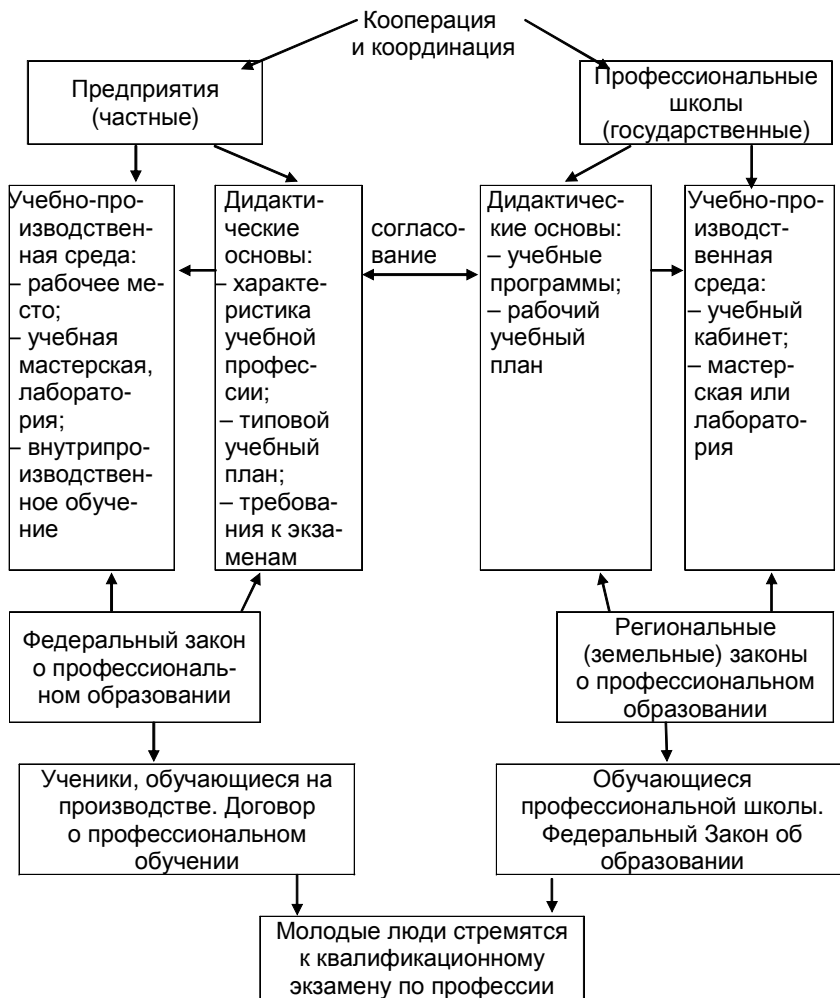 Кооперация
и координация
Предприятия
(частные)
Профессиональные
школы
(государственные)
Учебно-про-
изводствен-
ная среда:
– рабочее ме-
сто;
– учебная
мастерская,
лаборато-
рия;
– внутрипро-
изводствен-
ное обуче-
ние
Дидакти-
ческие
основы:
– характе-
ристика
учебной
профес-
сии;
– типовой
учебный
план;
– требова-
ния к экза-
менам
согласо-
вание
Дидактичес-
кие основы:
– учебные
программы;
– рабочий
учебный
план
Учебно-про-
изводст-
венная
среда:
– учебный
кабинет;
– мастер-
ская или
лаборато-
рия
Федеральный закон
о профессиональ-
ном образовании
Региональные
(земельные) законы
о профессиональном
образовании
Ученики, обучающиеся на
производстве. Договор
о профессиональном
обучении
Обучающиеся
профессиональной школы.
Федеральный Закон об
образовании
Молодые люди стремятся
к квалификационному
экзамену по профессии